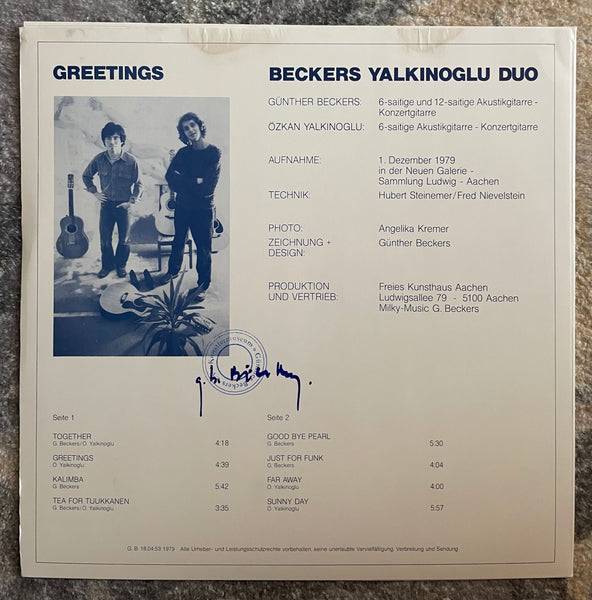 GREETINGS
BECKERS YALKINOGLU DUO
GÜNTHER BECKERS: 6-saitige und 12-saitige Akustikgitarre -
Konzertgitarre
ÖZKAN YALKINOGLU: 6-saitige Akustikgitarre - Konzertgitarre
AUFNAHME: 1. Dezember 1979
in der Neuen Galerie -
Sammlung Ludwig - Aachen
TECHNIK: Hubert Steinemer/Fred Nievelstein
PHOTO: Angelika Kremer
ZEICHNUNG + Günther Beckers
DESIGN:
PRODUKTION Freies Kunsthaus Aachen
UND VERTRIEB: Ludwigsallee 79 - 5100 Aachen
Milky-Music G. Beckers
Beckers
Seite 1
TOGETHER 4:18
G. Beckers/Ö. Yalkinoglu
GREETINGS 4:39
Ö. Yalkinoglu
KALIMBA 5:42
G. Beckers
TEA FOR TUUKKANEN 3:35
G. Beckers/Ö. Yalkinoglu
Seite 2
GOOD BYE PEARL 5:30
G. Beckers
JUST FOR FUNK 4:04
G. Beckers
FAR AWAY 4:00
Ö. Yalkinoglu
SUNNY DAY 5:57
Ö. Yalkinoglu
G. B. 18.04.53 1979 Alle Urheber- und Leistungsschutzrechte vorbehalten, keine unerlaubte Vervielfältigung, Verbreitung und Sendung